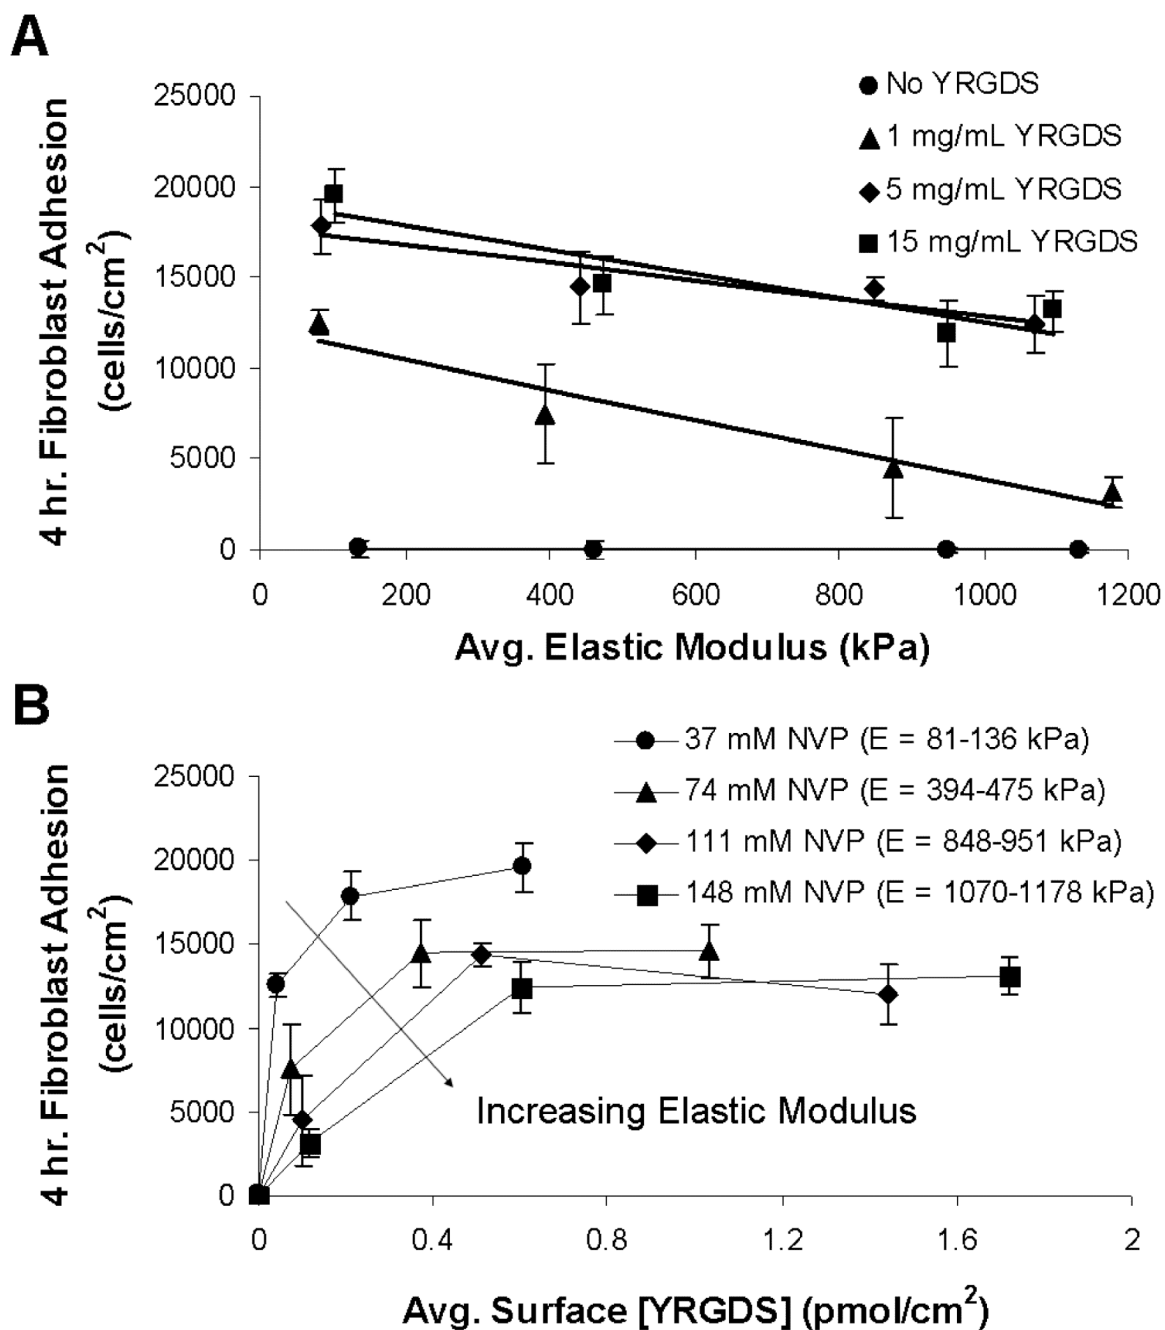 A
25000
20000
15000
10000
5000
0
4 hr. Fibroblast Adhesion
(cells/cm²)
No YRGDS
1 mg/mL YRGDS
5 mg/mL YRGDS
15 mg/mL YRGDS
0 200 400 600 800 1000 1200
Avg. Elastic Modulus (kPa)
B
37 mM NVP (E = 81-136 kPa)
74 mM NVP (E = 394-475 kPa)
111 mM NVP (E = 848-951 kPa)
148 mM NVP (E = 1070-1178 kPa)
25000
20000
15000
10000
5000
0
4 hr. Fibroblast Adhesion
(cells/cm²)
Increasing Elastic Modulus
0 0.4 0.8 1.2 1.6 2
Avg. Surface [YRGDS] (pmol/cm²)